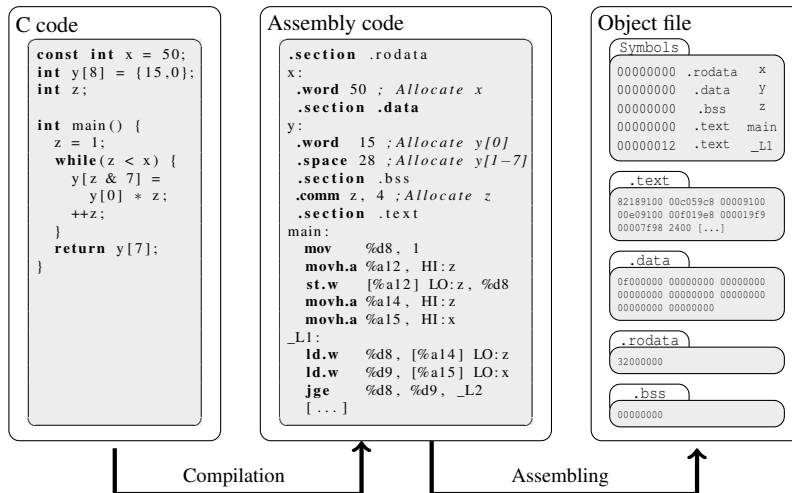 C code
const int x = 50;
int y[8] = {15,0};
int z;
int main() {
z = 1;
while(z < x) {
y[z & 7] =
y[0] * z;
++z;
}
return y[7];
}
Assembly code
.section .rodata
x:
.word 50 ; Allocate x
.section .data
y:
.word 15 ;Allocate y[0]
.space 28 ;Allocate y[1−7]
.section .bss
.comm z, 4 ;Allocate z
.section .text
main:
mov %d8, 1
movh.a %a12, HI:z
st.w [%a12] LO:z, %d8
movh.a %a14, HI:z
movh.a %a15, HI:x
_L1:
ld.w %d8, [%a14] LO:z
ld.w %d9, [%a15] LO:x
jge %d8, %d9, _L2
[...]
Object file
Symbols
00000000 .rodata x
00000000 .data y
00000000 .bss z
00000000 .text main
00000012 .text _L1
.text
82189100 00c059c8 00009100
00e09100 00f019e8 000019f9
00007f98 2400 [...]
.data
0f000000 00000000 00000000
00000000 00000000 00000000
00000000 00000000
.rodata
32000000
.bss
00000000
Compilation
Assembling